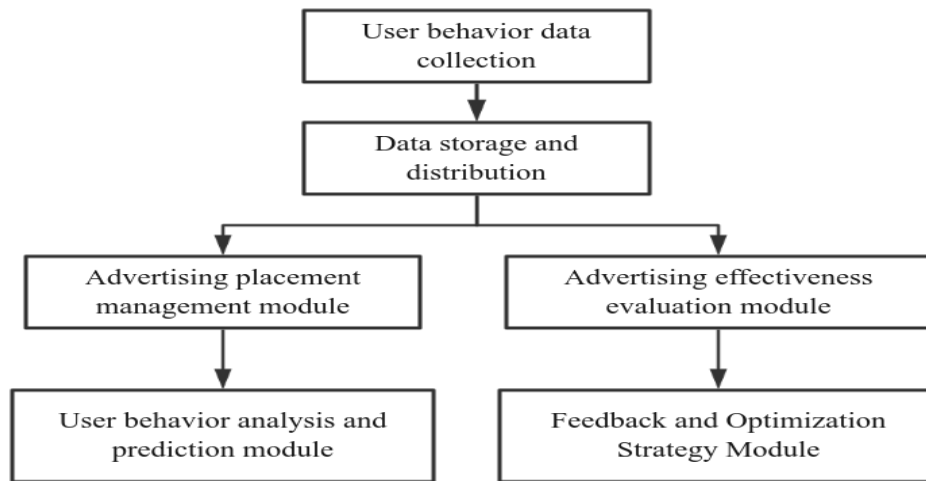 User behavior data
collection
Data storage and
distribution
Advertising placement
management module
Advertising effectiveness
evaluation module
User behavior analysis and
prediction module
Feedback and Optimization
Strategy Module